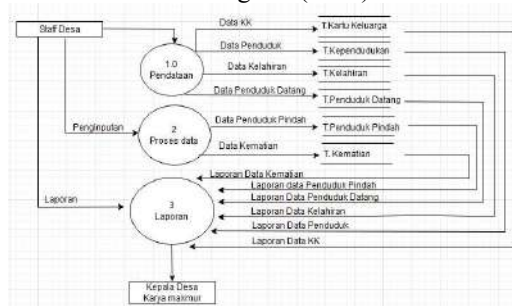 Staff Desa
Data KK
T.Kartu Keluarga
Data Penduduk
T.Kependudukan
1.0
Pendataan
Data Kelahiran
T.Kelahiran
Data Penduduk Datang
T.Penduduk Datang
Data Penduduk Pindah
T.Penduduk Pindah
Penginputan
2
Proses data
Data Kematian
T. Kematian
Laporan Data Kematian
Laporan data Penduduk Pindah
Laporan Data Penduduk Datang
Laporan
3
Laporan
Laporan Data Kelahiran
Laporan Data Penduduk
Laporan Data KK
Kepala Desa
Karya makmur